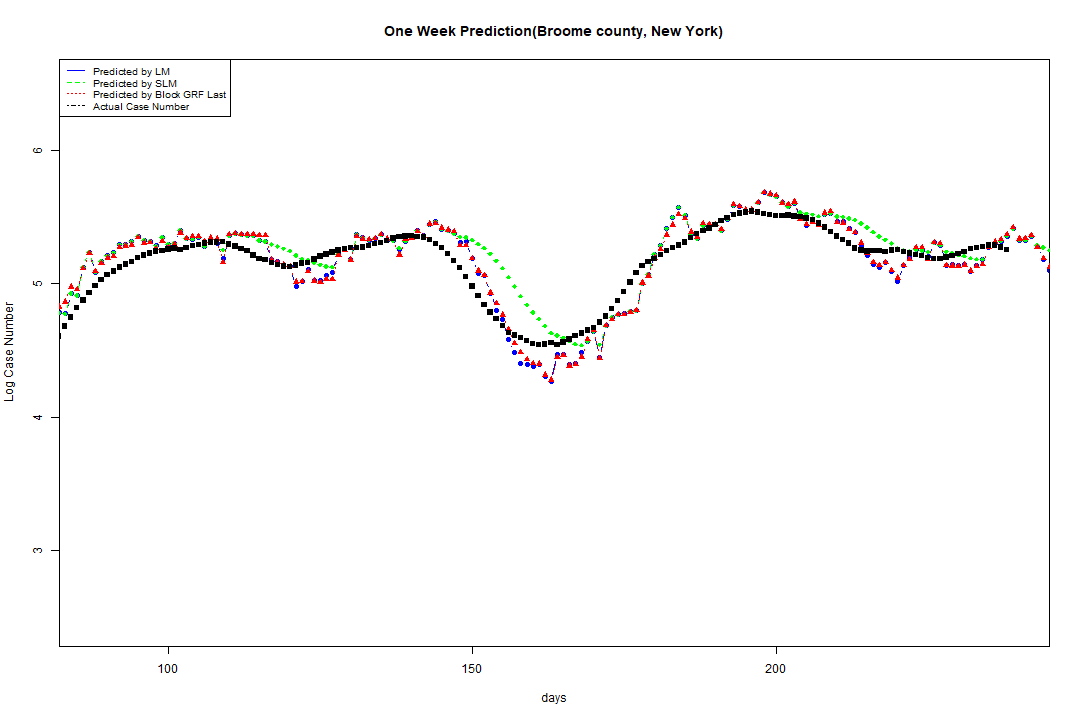 One Week Prediction(Broome county, New York)
Predicted by LM
Predicted by SLM
Predicted by Block GRF Last
Actual Case Number
Log Case Number
6
5
4
3
100 150 200
days